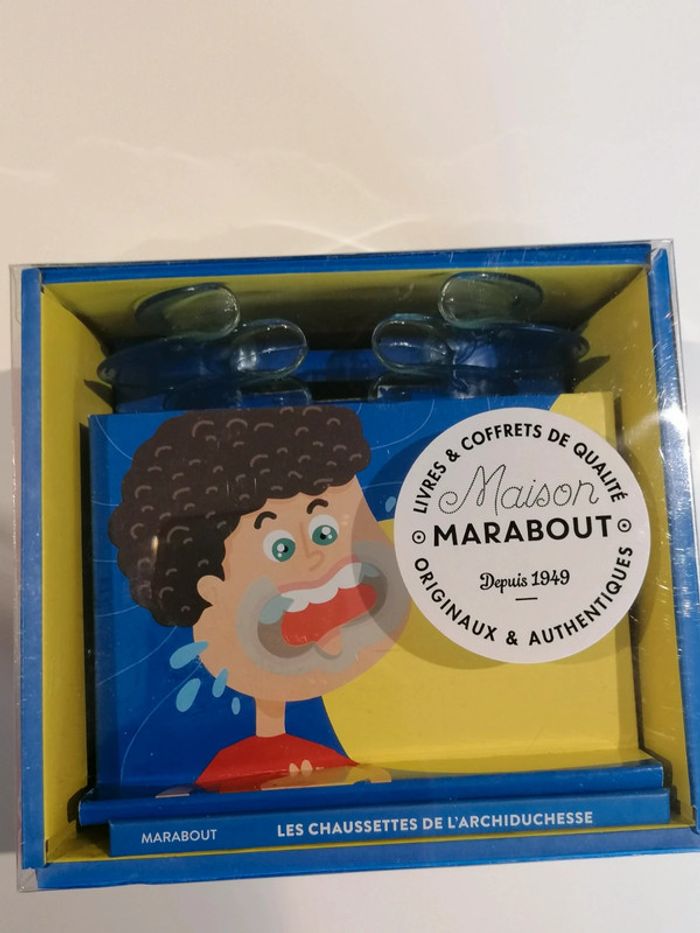 LIVRES & COFFRETS DE QUALITÉ
Maison
MARABOUT
Depuis 1949
ORIGINAUX & AUTHENTIQUES
MARABOUT LES CHAUSSETTES DE L'ARCHIDUCHESSE